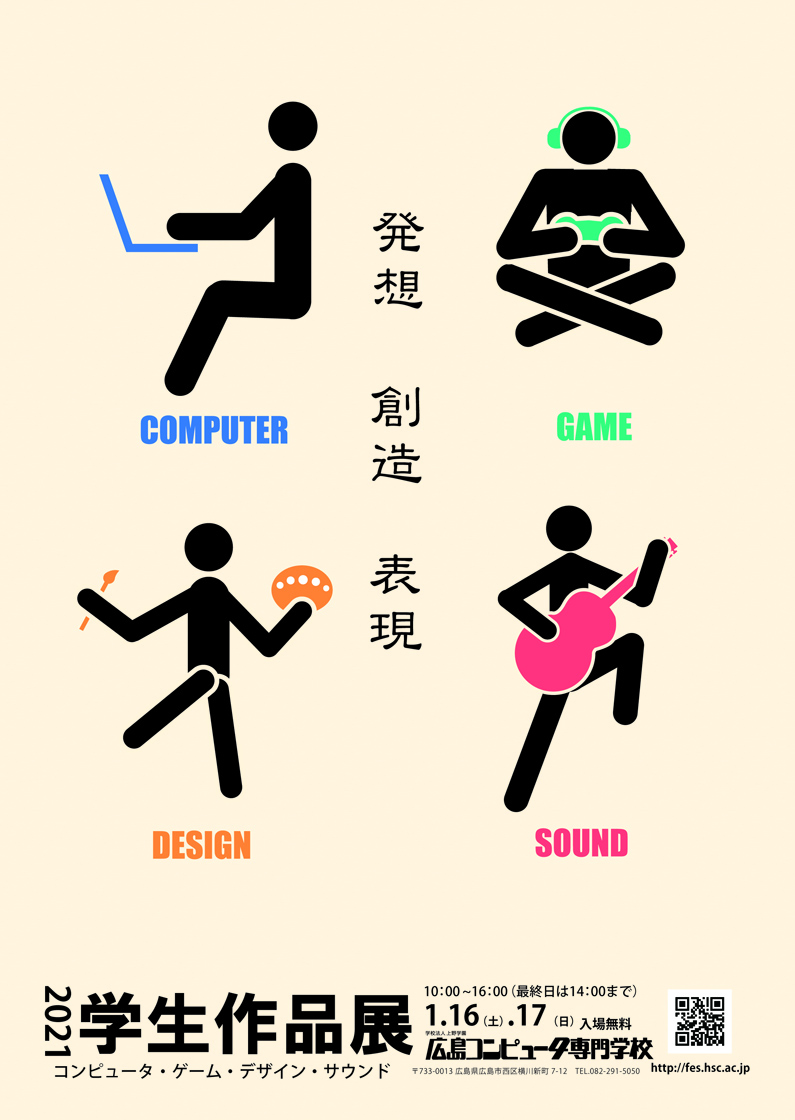 発想 創造 表現
COMPUTER
GAME
DESIGN
SOUND
2021
学生作品展
コンピュータ・ゲーム・デザイン・サウンド
10:00~16:00(最終日は14:00まで)
1.16(土).17(日)入場無料
学校法人 上野学園
広島コンピュータ専門学校
〒733-0013 広島県広島市西区横川新町 7-12 TEL.082-291-5050
http://fes.hsc.ac.jp